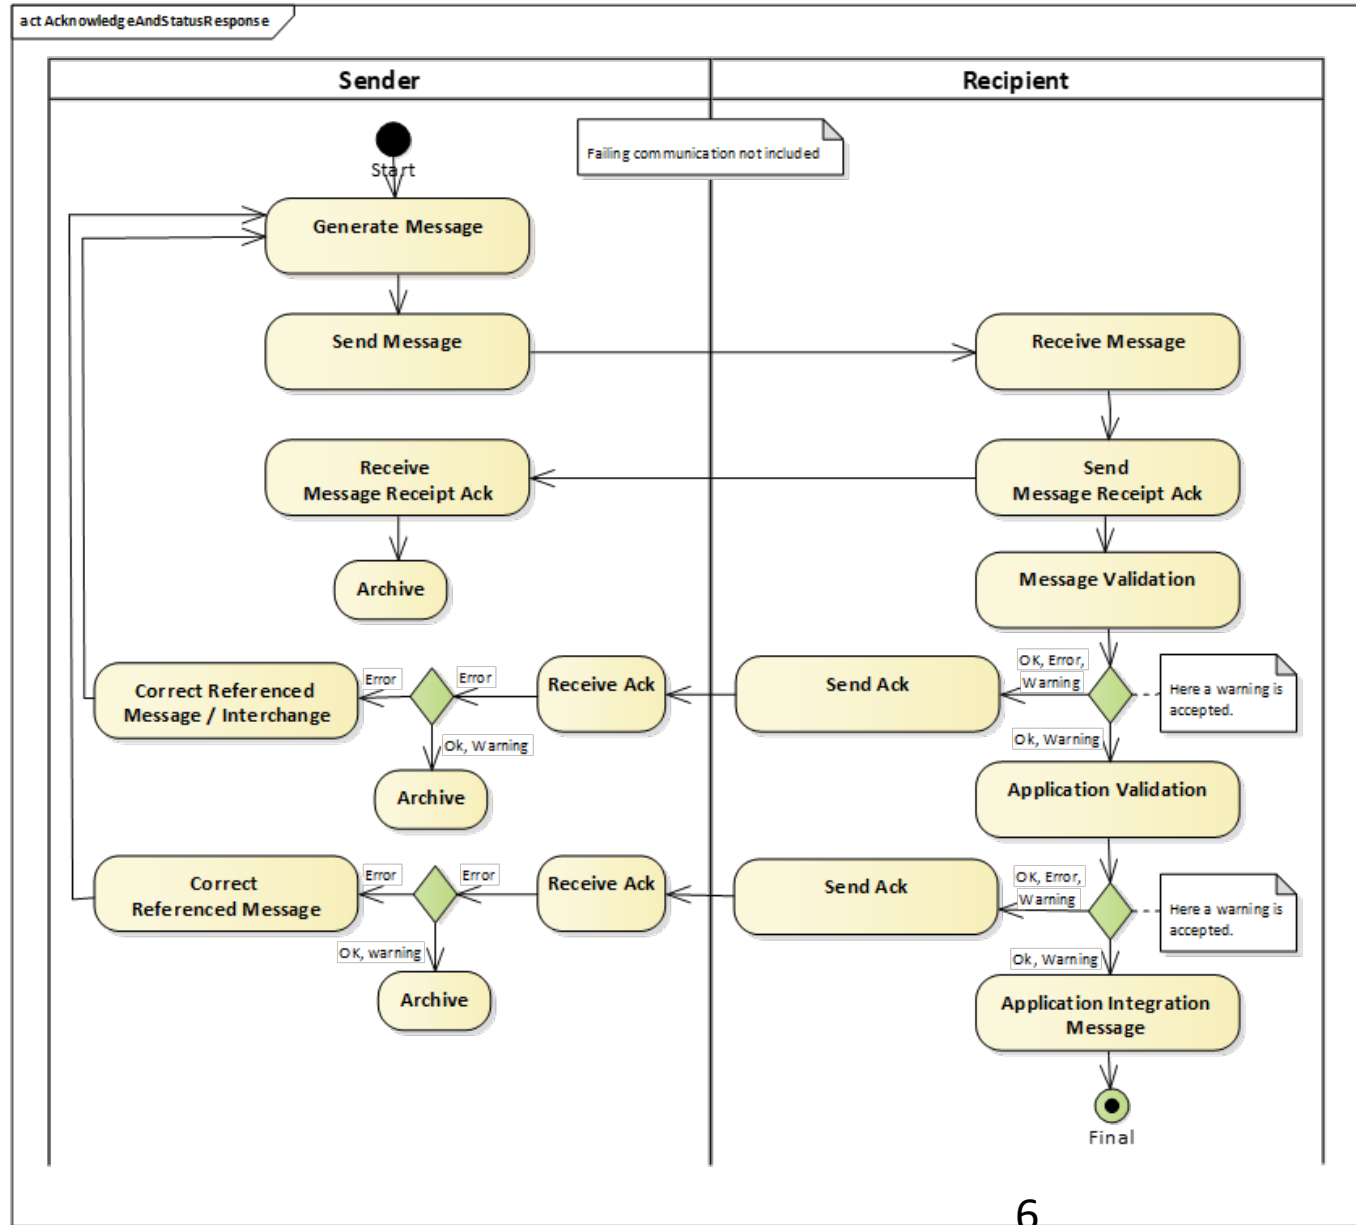 act AcknowledgeAndStatusResponse
Sender
Recipient
Start
Failing communication not included
Generate Message
Send Message
Receive Message
Receive
Message Receipt Ack
Send
Message Receipt Ack
Archive
Message Validation
Correct Referenced
Message / Interchange
Error
Error
Receive Ack
Send Ack
OK, Error,
Warning
Here a warning is
accepted.
Ok, Warning
Ok, Warning
Archive
Application Validation
Correct
Referenced Message
Error
Error
Receive Ack
Send Ack
OK, Error,
Warning
Here a warning is
accepted.
OK, warning
Ok, Warning
Archive
Application Integration
Message
Final
6